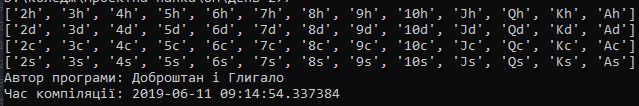 ['2h', '3h', '4h', '5h', '6h', '7h', '8h', '9h', '10h', 'Jh', 'Qh', 'Kh', 'Ah']
['2d', '3d', '4d', '5d', '6d', '7d', '8d', '9d', '10d', 'Jd', 'Qd', 'Kd', 'Ad']
['2c', '3c', '4c', '5c', '6c', '7c', '8c', '9c', '10c', 'Jc', 'Qc', 'Kc', 'Ac']
['2s', '3s', '4s', '5s', '6s', '7s', '8s', '9s', '10s', 'Js', 'Qs', 'Ks', 'As']
Автор програми: Доброштан і Глигало
Час компіляції: 2019-06-11 09:14:54.337384